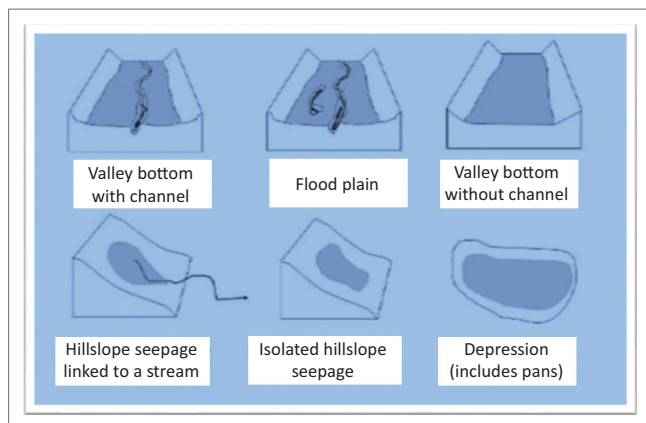 Valley bottom
with channel
Flood plain
Valley bottom
without channel
Hillslope seepage
linked to a stream
Isolated hillslope
seepage
Depression
(includes pans)